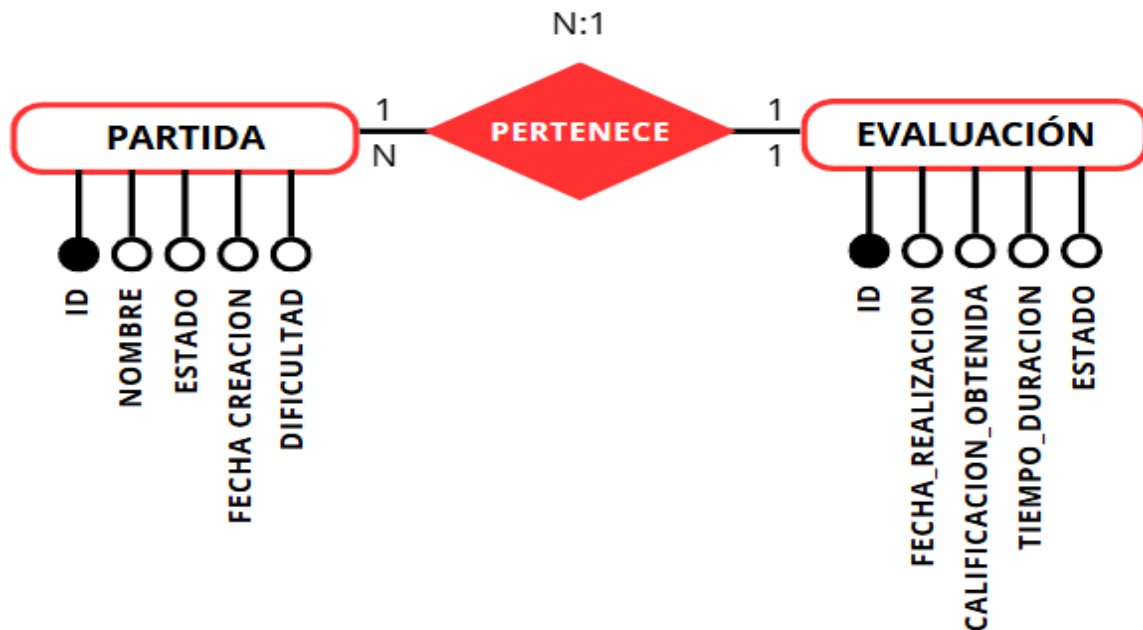 N:1
PARTIDA
1
N
PERTENECE
1
1
EVALUACIÓN
ID
NOMBRE
ESTADO
FECHA CREACION
DIFICULTAD
ID
FECHA_REALIZACION
CALIFICACION_OBTENIDA
TIEMPO_DURACION
ESTADO